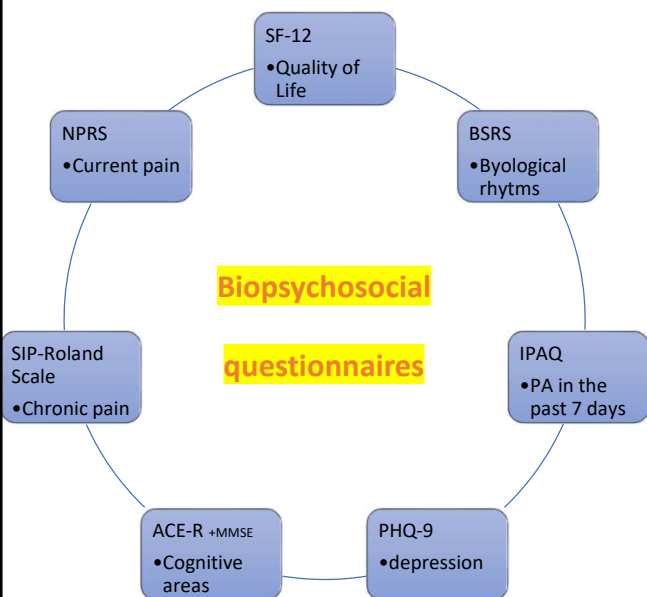 SF-12
•Quality of
Life
BSRS
•Byological
rhytms
IPAQ
•PA in the
past 7 days
PHQ-9
•depression
ACE-R +MMSE
•Cognitive
areas
SIP-Roland
Scale
•Chronic pain
NPRS
•Current pain
Biopsychosocial
questionnaires